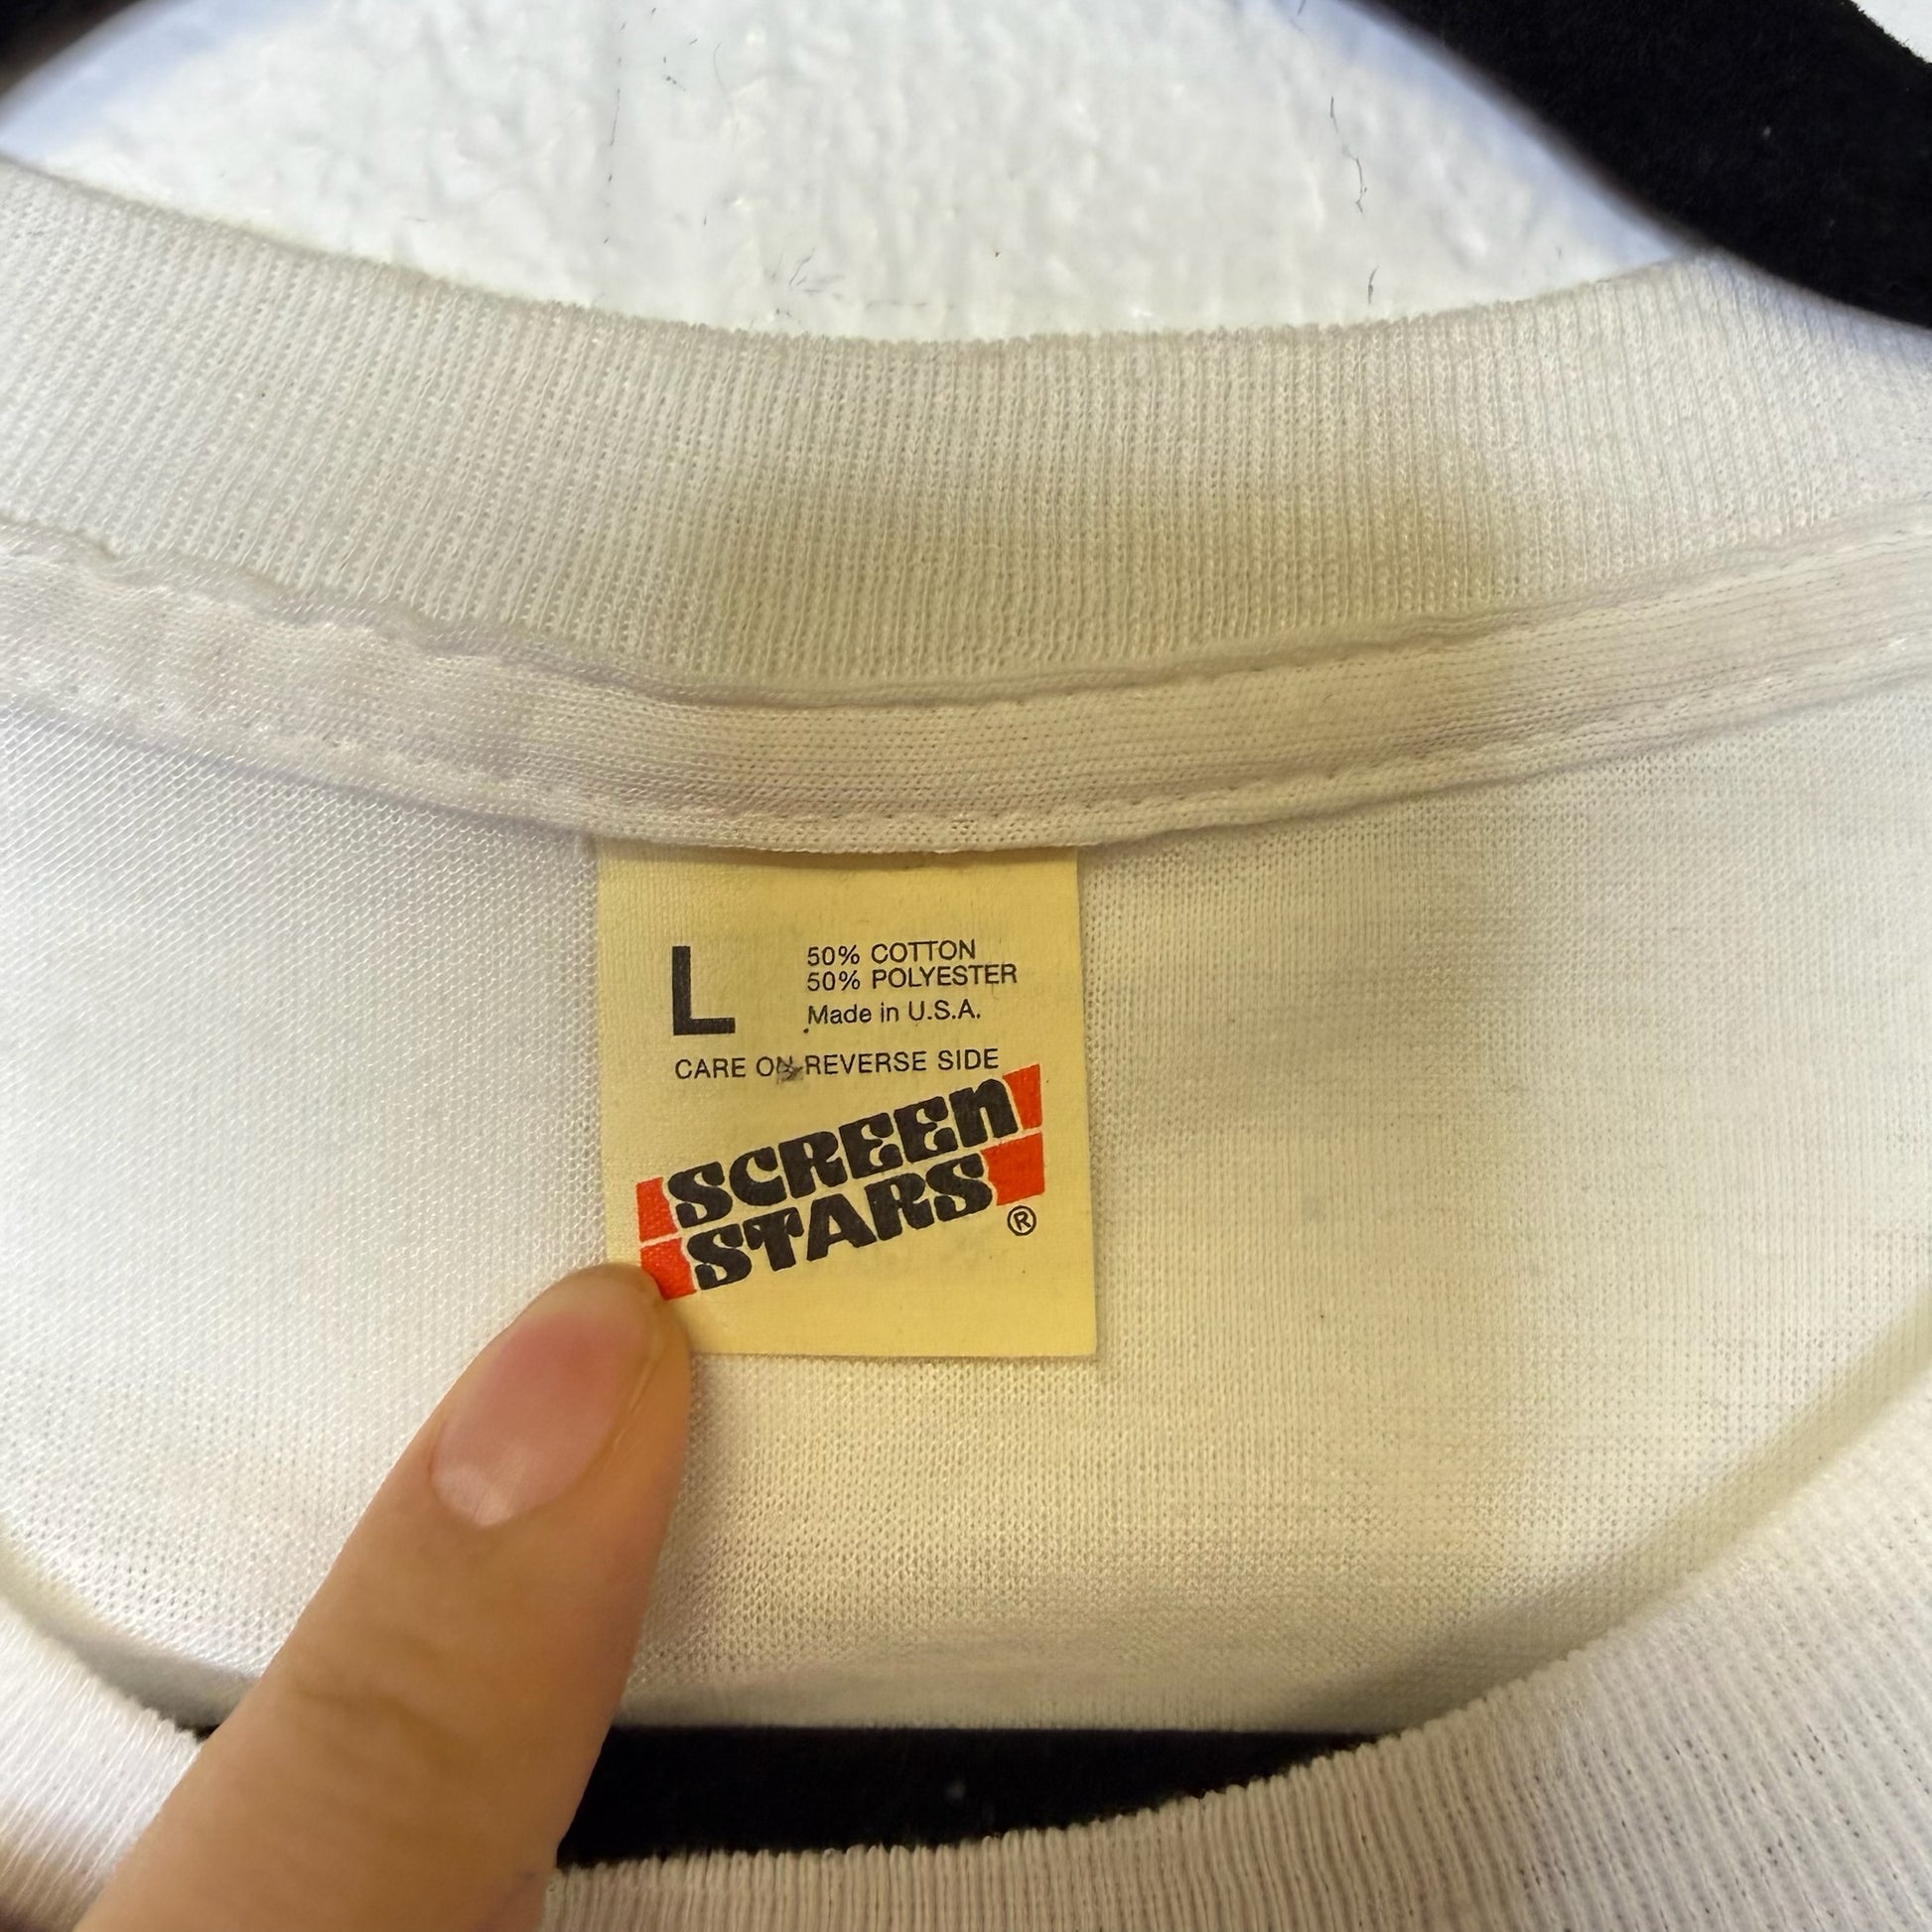 L
50% COTTON
50% POLYESTER
Made in U.S.A.
CARE ON REVERSE SIDE
SCREEN
STARS
®